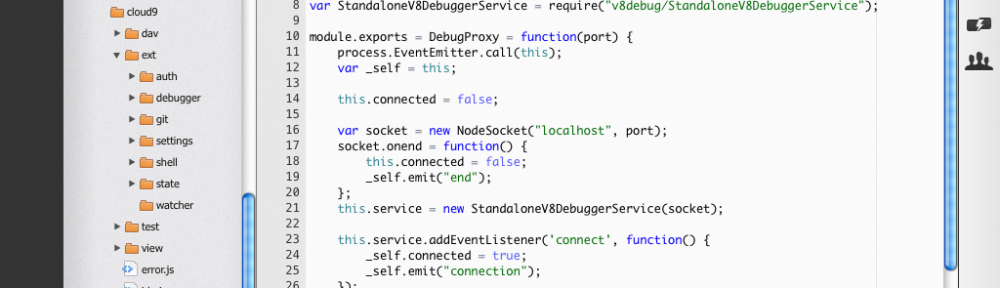 cloud9
dav
ext
auth
debugger
git
settings
shell
state
watcher
test
view
error.js
8 var StandaloneV8DebuggerService = require("v8debug/StandaloneV8DebuggerService");
9
10 module.exports = DebugProxy = function(port) {
11     process.EventEmitter.call(this);
12     var _self = this;
13
14     this.connected = false;
15
16     var socket = new NodeSocket("localhost", port);
17     socket.onend = function() {
18         this.connected = false;
19         _self.emit("end");
20     };
21     this.service = new StandaloneV8DebuggerService(socket);
22
23     this.service.addEventListener('connect', function() {
24         _self.connected = true;
25         _self.emit("connection");
26     });